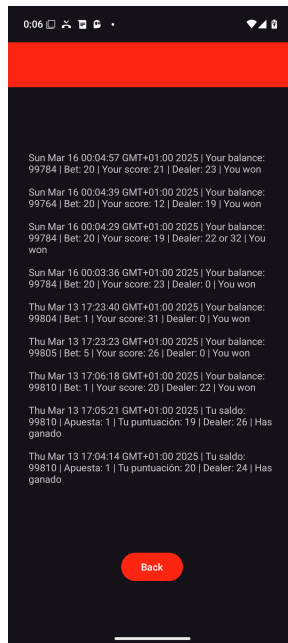 0:06
Sun Mar 16 00:04:57 GMT+01:00 2025 | Your balance:
99784 | Bet: 20 | Your score: 21 | Dealer: 23 | You won
Sun Mar 16 00:04:39 GMT+01:00 2025 | Your balance:
99764 | Bet: 20 | Your score: 12 | Dealer: 19 | You won
Sun Mar 16 00:04:29 GMT+01:00 2025 | Your balance:
99784 | Bet: 20 | Your score: 19 | Dealer: 22 or 32 | You
won
Sun Mar 16 00:03:36 GMT+01:00 2025 | Your balance:
99784 | Bet: 20 | Your score: 23 | Dealer: 0 | You won
Thu Mar 13 17:23:40 GMT+01:00 2025 | Your balance:
99804 | Bet: 1 | Your score: 31 | Dealer: 0 | You won
Thu Mar 13 17:23:23 GMT+01:00 2025 | Your balance:
99805 | Bet: 5 | Your score: 26 | Dealer: 0 | You won
Thu Mar 13 17:06:18 GMT+01:00 2025 | Your balance:
99810 | Bet: 1 | Your score: 20 | Dealer: 22 | You won
Thu Mar 13 17:05:21 GMT+01:00 2025 | Tu saldo:
99810 | Apuesta: 1 | Tu puntuación: 19 | Dealer: 26 | Has
ganado
Thu Mar 13 17:04:14 GMT+01:00 2025 | Tu saldo:
99810 | Apuesta: 1 | Tu puntuación: 20 | Dealer: 24 | Has
ganado
Back